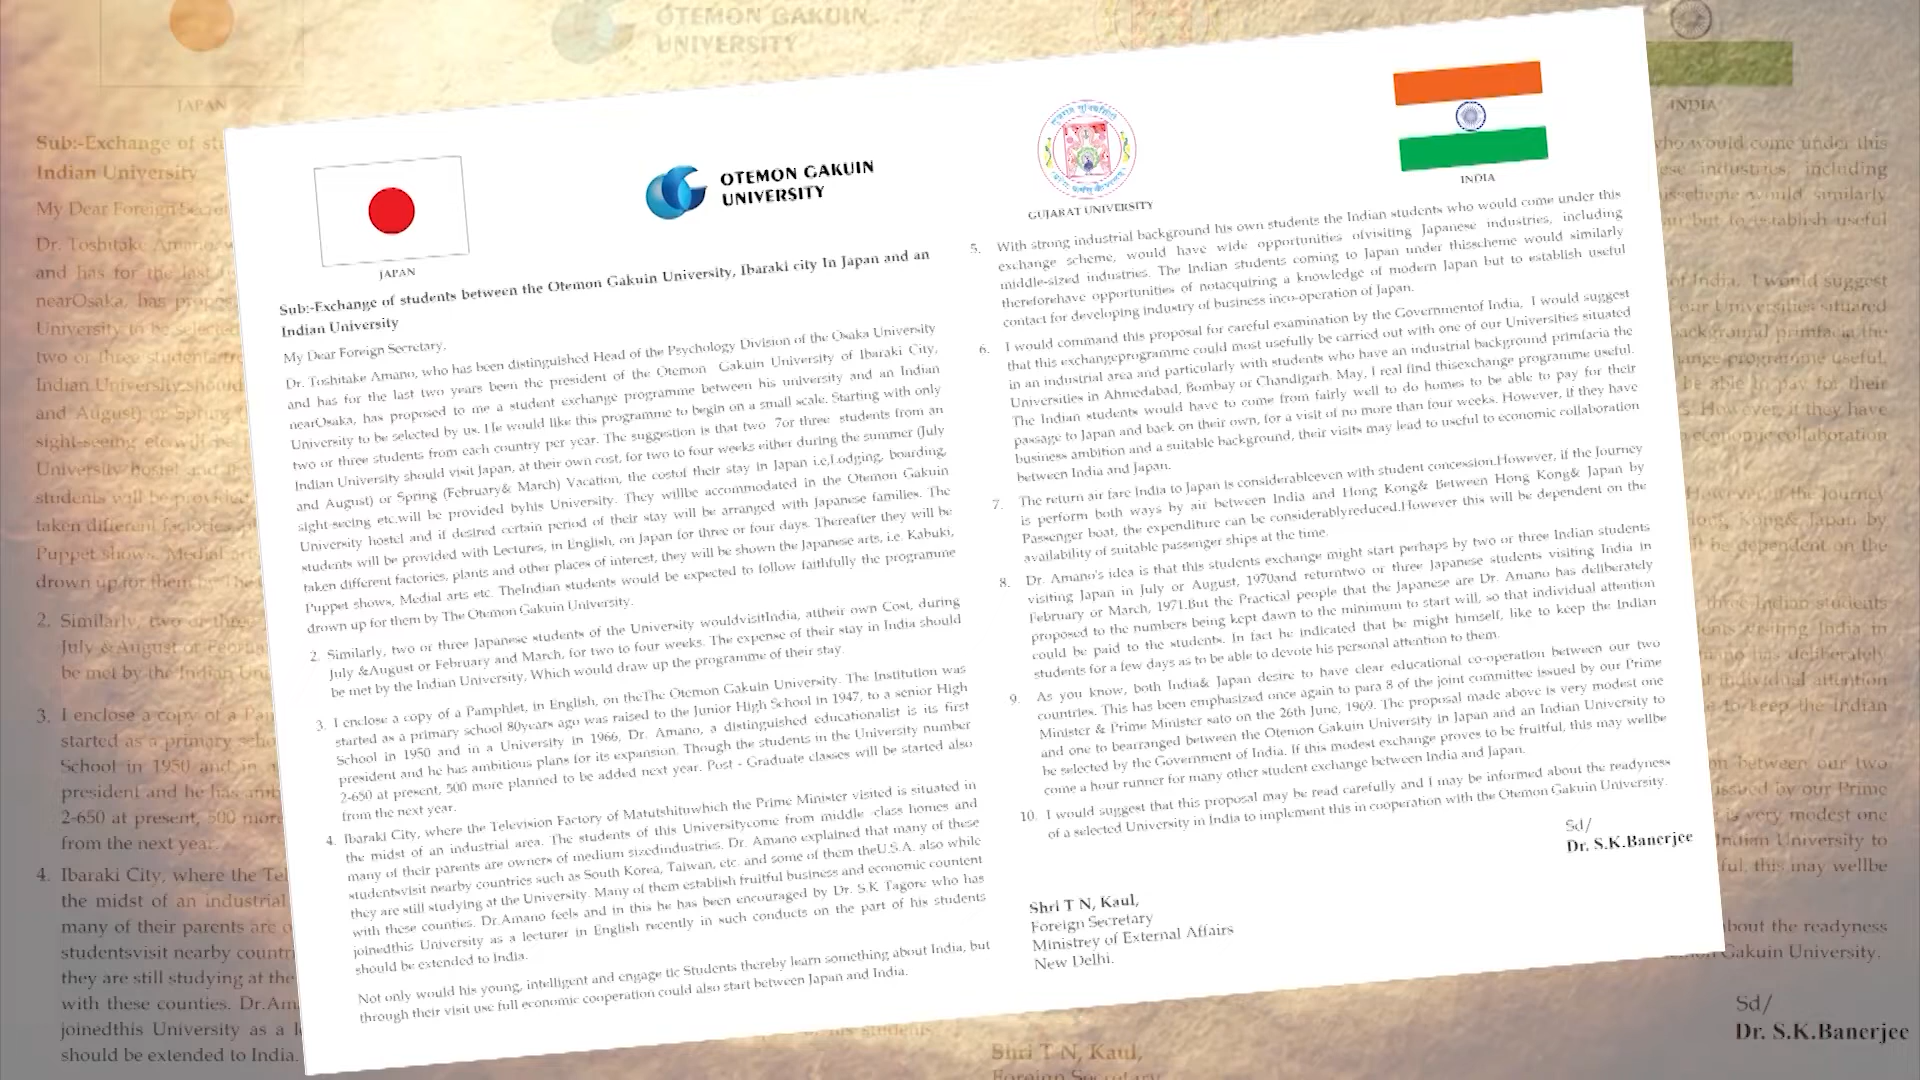 OTEMON GAKUIN
UNIVERSITY
JAPAN
GUJARAT UNIVERSITY
INDIA
Sub:-Exchange of students between the Otemon Gakuin University, Ibaraki city In Japan and an
Indian University
My Dear Foreign Secretary,
Dr. Toshitake Amano, who has been distinguished Head of the Psychology Division of the Osaka University
and has for the last two years been the president of the Otemon Gakuin University of Ibaraki City,
nearOsaka, has proposed to me a student exchange programme between his university and an Indian
University to be selected by us. He would like this programme to begin on a small scale. Starting with only
two or three students from each country per year. The suggestion is that two 7or three students from an
Indian University should visit Japan, at their own cost, for two to four weeks either during the summer (July
and August) or Spring (February& March) Vacation, the costof their stay in Japan i.e,Lodging, boarding,
sight-seeing etc.will be provided byhis University. They willbe accommodated in the Otemon Gakuin
University hostel and if desired certain period of their stay will be arranged with Japanese families. The
students will be provided with Lectures, in English, on Japan for three or four days. Thereafter they will be
taken different factories, plants and other places of interest, they will be shown the Japanese arts, i.e. Kabuki,
Puppet shows, Medial arts etc. TheIndian students would be expected to follow faithfully the programme
drown up for them by The Otemon Gakuin University.
2. Similarly, two or three Japanese students of the University wouldvisitIndia, attheir own Cost, during
July &August or February and March, for two to four weeks. The expense of their stay in India should
be met by the Indian University, Which would draw up the programme of their stay.
3. I enclose a copy of a Pamphlet, in English, on theThe Otemon Gakuin University. The Institution was
started as a primary school 80years ago was raised to the Junior High School in 1947, to a senior High
School in 1950 and in a University in 1966, Dr. Amano, a distinguished educationalist is its first
president and he has ambitious plans for its expansion. Though the students in the University number
2-650 at present, 500 more planned to be added next year. Post - Graduate classes will be started also
from the next year.
4. Ibaraki City, where the Television Factory of Matutshituwhich the Prime Minister visited is situated in
the midst of an industrial area. The students of this Universitycome from middle -class homes and
many of their parents are owners of medium sizedindustries. Dr. Amano explained that many of these
studentsvisit nearby countries such as South Korea, Taiwan, etc. and some of them theU.S.A. also while
they are still studying at the University. Many of them establish fruitful business and economic countent
with these counties. Dr.Amano feels and in this he has been encouraged by Dr. S.K Tagore who has
joinedthis University as a lecturer in English recently in such conducts on the part of his students
should be extended to India.
Not only would his young, intelligent and engage tic Students thereby learn something about India, but
through their visit use full economic cooperation could also start between Japan and India.
5. With strong industrial background his own students the Indian students who would come under this
exchange scheme, would have wide opportunities ofvisiting Japanese industries, including
middle-sized industries. The Indian students coming to Japan under thisscheme would similarly
thereforehave opportunities of notacquiring a knowledge of modern Japan but to establish useful
contact for developing industry of business inco-operation of Japan.
6. I would command this proposal for careful examination by the Governmentof India, I would suggest
that this exchangeprogramme could most usefully be carried out with one of our Universities situated
in an industrial area and particularly with students who have an industrial background primfacia the
Universities in Ahmedabad, Bombay or Chandigarh. May, I real find thisexchange programme useful.
The Indian students would have to come from fairly well to do homes to be able to pay for their
passage to Japan and back on their own, for a visit of no more than four weeks. However, if they have
business ambition and a suitable background, their visits may lead to useful to economic collaboration
between India and Japan.
7. The return air fare India to Japan is considerableeven with student concession.However, if the Journey
is perform both ways by air between India and Hong Kong& Between Hong Kong& Japan by
Passenger boat, the expenditure can be considerablyreduced.However this will be dependent on the
availability of suitable passenger ships at the time.
8. Dr. Amano's idea is that this students exchange might start perhaps by two or three Indian students
visiting Japan in July or August, 1970and returntwo or three Japanese students visiting India in
February or March, 1971.But the Practical people that the Japanese are Dr. Amano has deliberately
proposed to the numbers being kept dawn to the minimum to start will, so that individual attention
could be paid to the students. In fact he indicated that be might himself, like to keep the Indian
students for a few days as to be able to devote his personal attention to them.
9. As you know, both India& Japan desire to have clear educational co-operation between our two
countries. This has been emphasized once again to para 8 of the joint committee issued by our Prime
Minister & Prime Minister sato on the 26th June, 1969. The proposal made above is very modest one
and one to bearranged between the Otemon Gakuin University in Japan and an Indian University to
be selected by the Government of India. If this modest exchange proves to be fruitful, this may wellbe
come a hour runner for many other student exchange between India and Japan.
10. I would suggest that this proposal may be read carefully and I may be informed about the readyness
of a selected University in India to implement this in cooperation with the Otemon Gakuin University.
Sd/
Dr. S.K.Banerjee
Shri T N, Kaul,
Foreign Secretary
Ministrey of External Affairs
New Delhi.